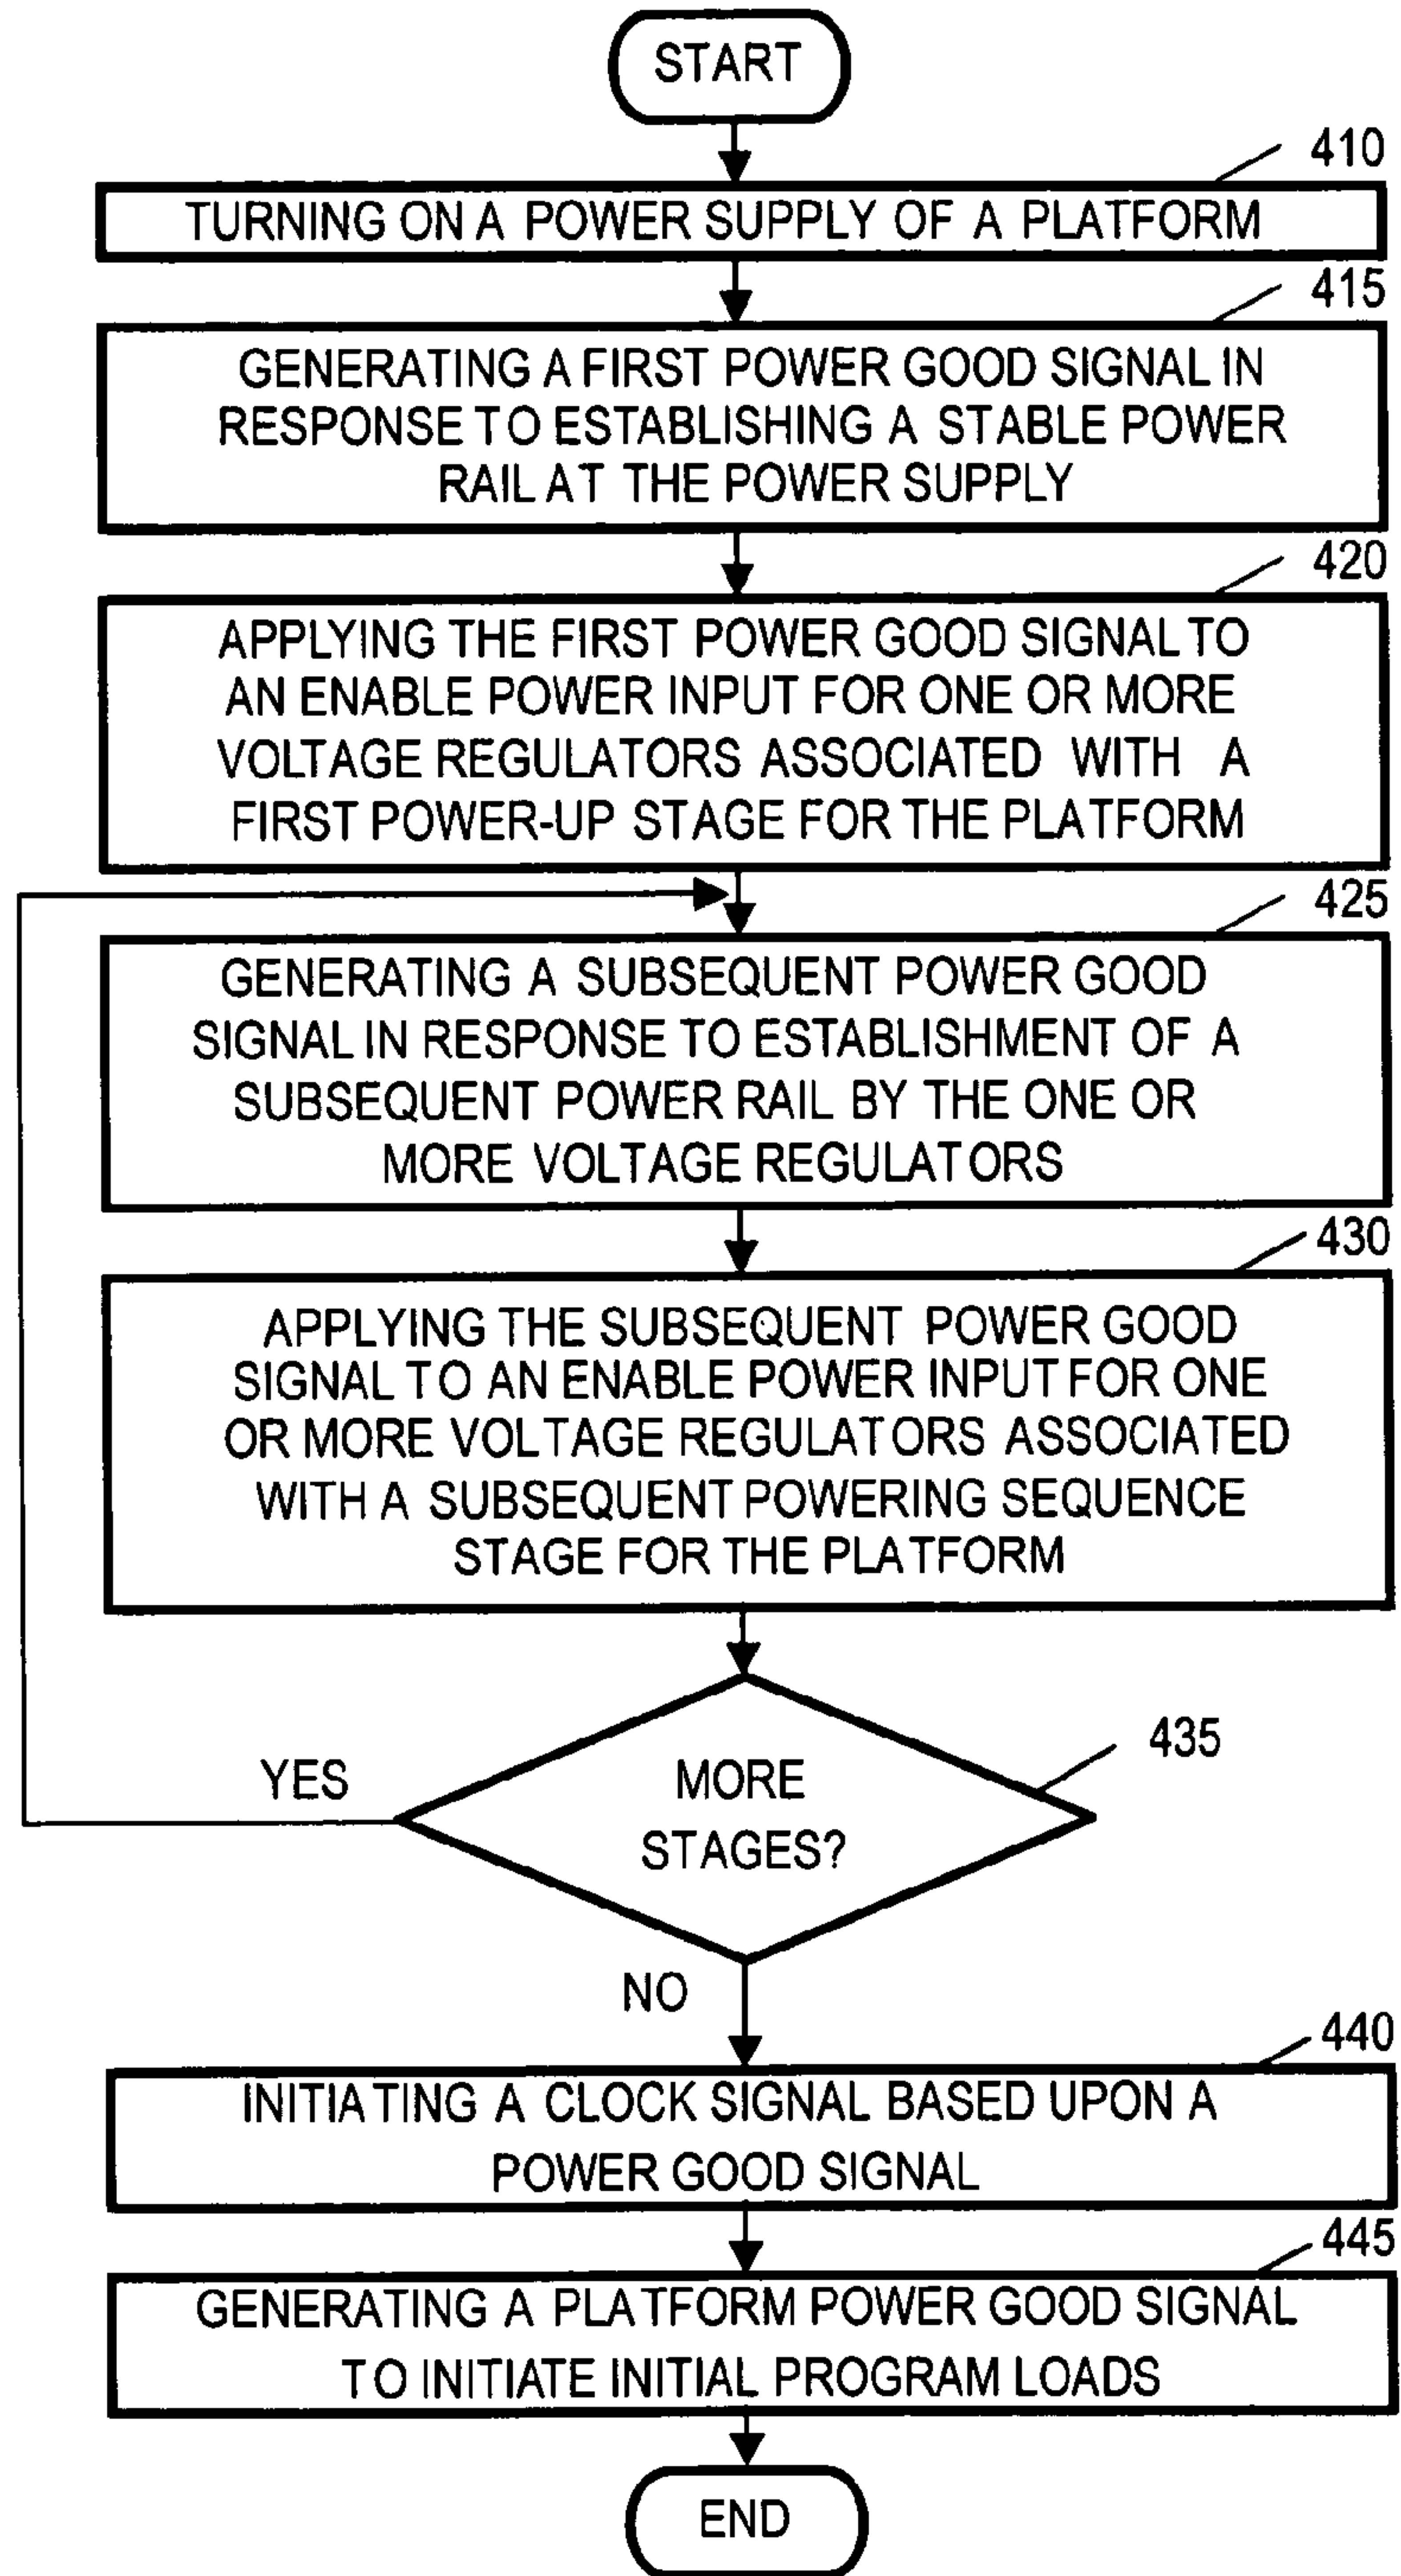 START
410
TURNING ON A POWER SUPPLY OF A PLATFORM
415
GENERATING A FIRST POWER GOOD SIGNAL IN
RESPONSE TO ESTABLISHING A STABLE POWER
RAIL AT THE POWER SUPPLY
420
APPLYING THE FIRST POWER GOOD SIGNAL TO
AN ENABLE POWER INPUT FOR ONE OR MORE
VOLTAGE REGULATORS ASSOCIATED WITH A
FIRST POWER-UP STAGE FOR THE PLATFORM
425
GENERATING A SUBSEQUENT POWER GOOD
SIGNAL IN RESPONSE TO ESTABLISHMENT OF A
SUBSEQUENT POWER RAIL BY THE ONE OR
MORE VOLTAGE REGULATORS
430
APPLYING THE SUBSEQUENT POWER GOOD
SIGNAL TO AN ENABLE POWER INPUT FOR ONE
OR MORE VOLTAGE REGULATORS ASSOCIATED
WITH A SUBSEQUENT POWERING SEQUENCE
STAGE FOR THE PLATFORM
435
YES
MORE
STAGES?
NO
440
INITIATING A CLOCK SIGNAL BASED UPON A
POWER GOOD SIGNAL
445
GENERATING A PLATFORM POWER GOOD SIGNAL
TO INITIATE INITIAL PROGRAM LOADS
END